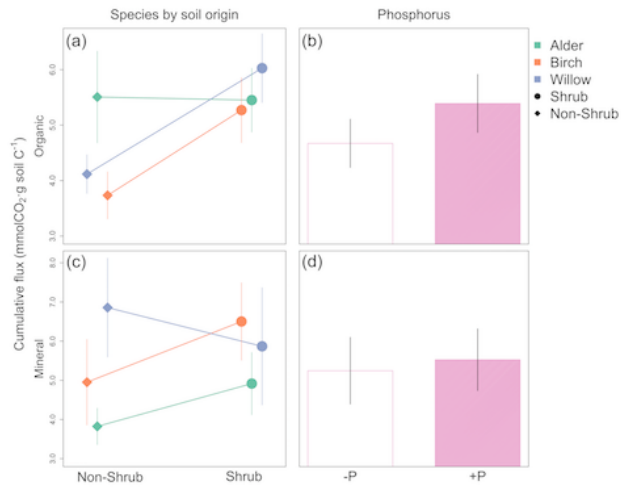 Species by soil origin
Phosphorus
(a)
(b)
Alder
Birch
Willow
Shrub
Non-Shrub
Cumulative flux (mmolCO₂·g soil C⁻¹)
Organic
6.0
5.0
4.0
3.0
(c)
(d)
Mineral
7.0
6.0
5.0
4.0
3.0
Non-Shrub
Shrub
-P
+P